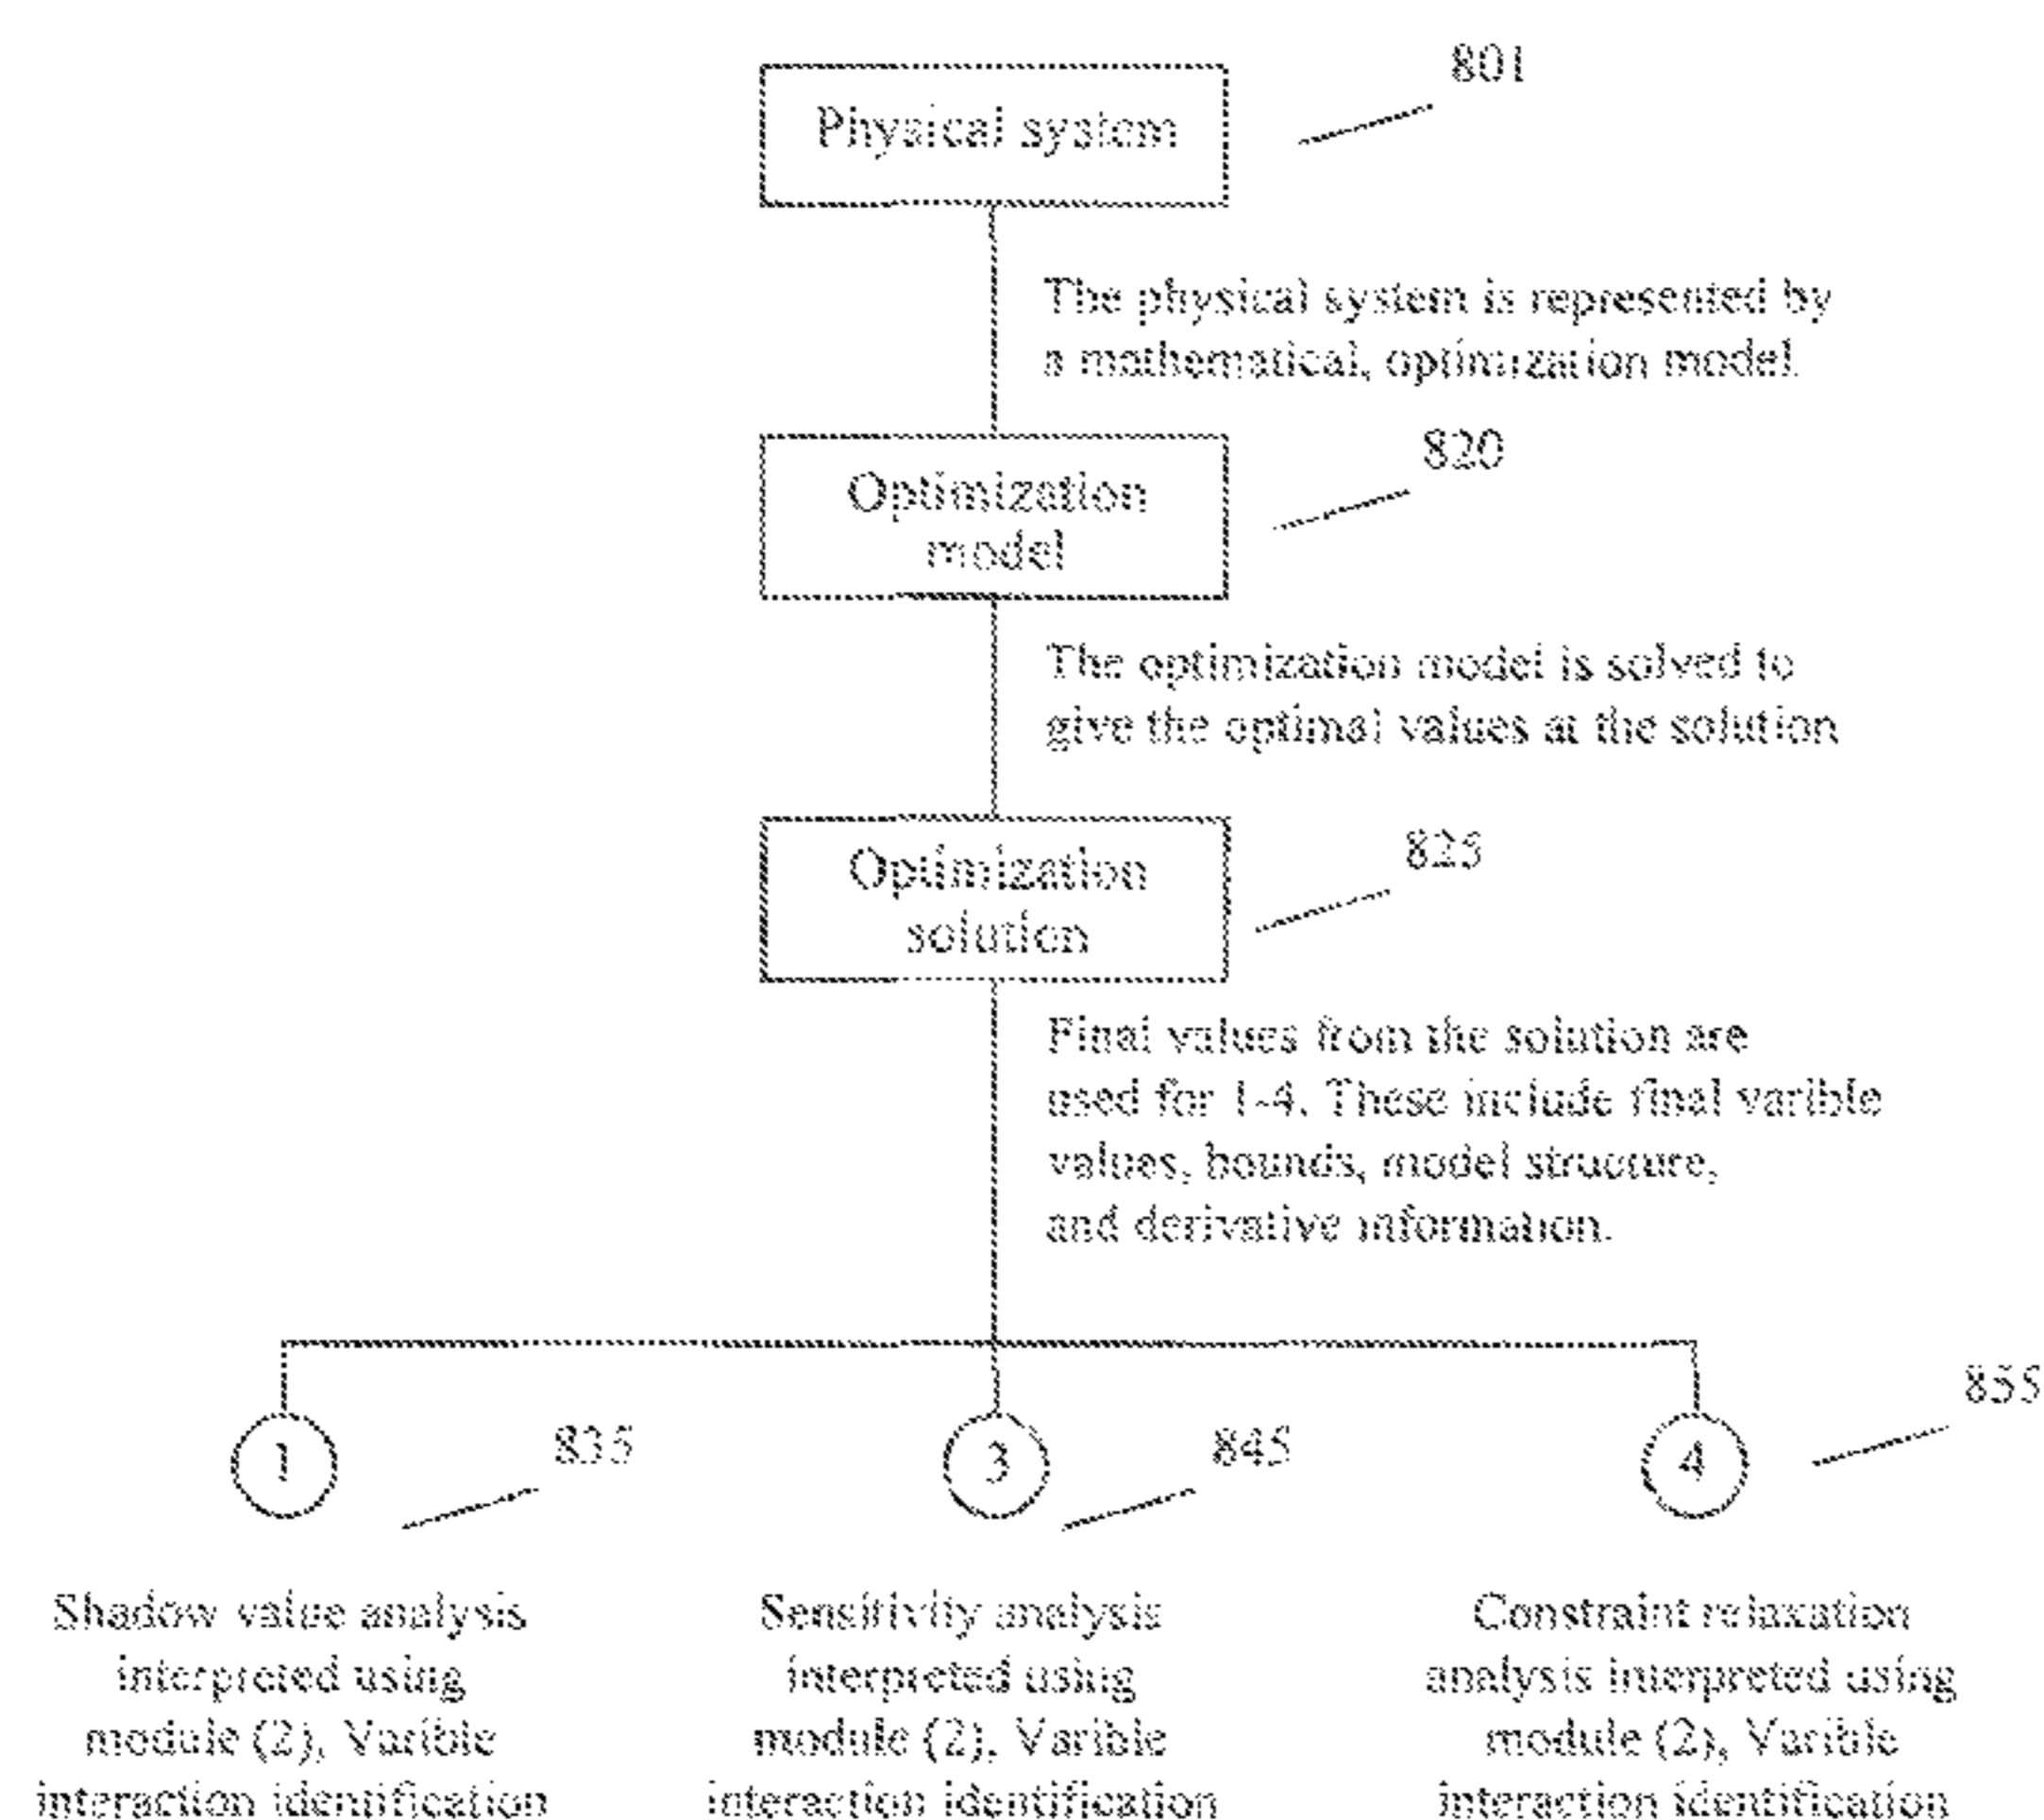 801
Physical system
The physical system is represented by
a mathematical, optimization model.
820
Optimization
model
The optimization model is solved to
give the optimal values at the solution
825
Optimization
solution
Final values from the solution are
used for 1-4. These include final varible
values, bounds, model structure,
and derivative information.
855
835
845
1
3
4
Shadow value analysis
interpreted using
module (2), Varible
interaction identification
Sensitivity analysis
interpreted using
module (2), Varible
interaction identification
Constraint relaxation
analysis interpreted using
module (2), Varible
interaction identification